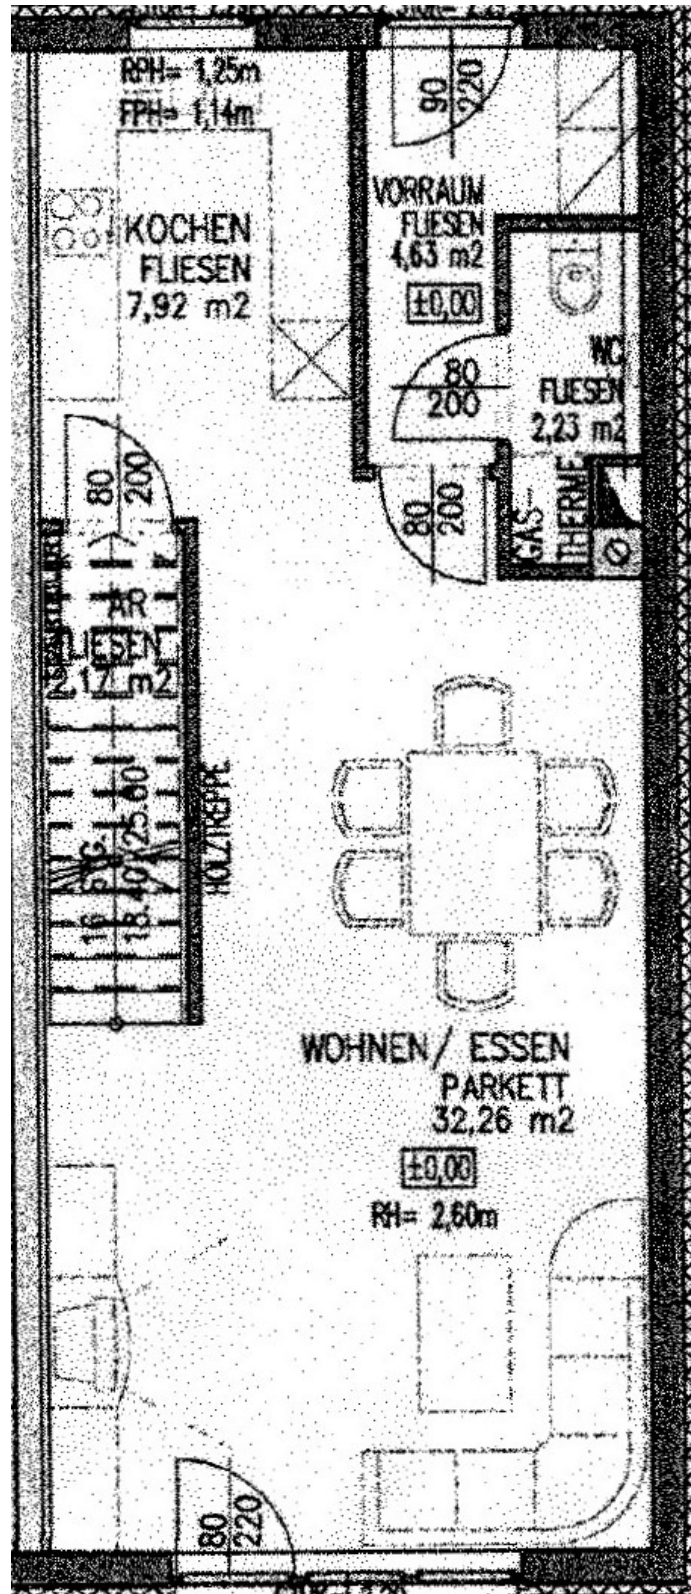 RPH= 1,25m
FPH= 1,14m
90
220
VORRAUM
FLIESEN
4,63 m2
±0,00
KOCHEN
FLIESEN
7,92 m2
80
200
WC
FLIESEN
2,23 m2
80
200
80
200
GAS-
THERME
AR
FLIESEN
2,17 m2
HOLZTREPPE
16 STG.
18.40/25.60
WOHNEN/ ESSEN
PARKETT
32,26 m2
±0,00
RH= 2,60m
80
220